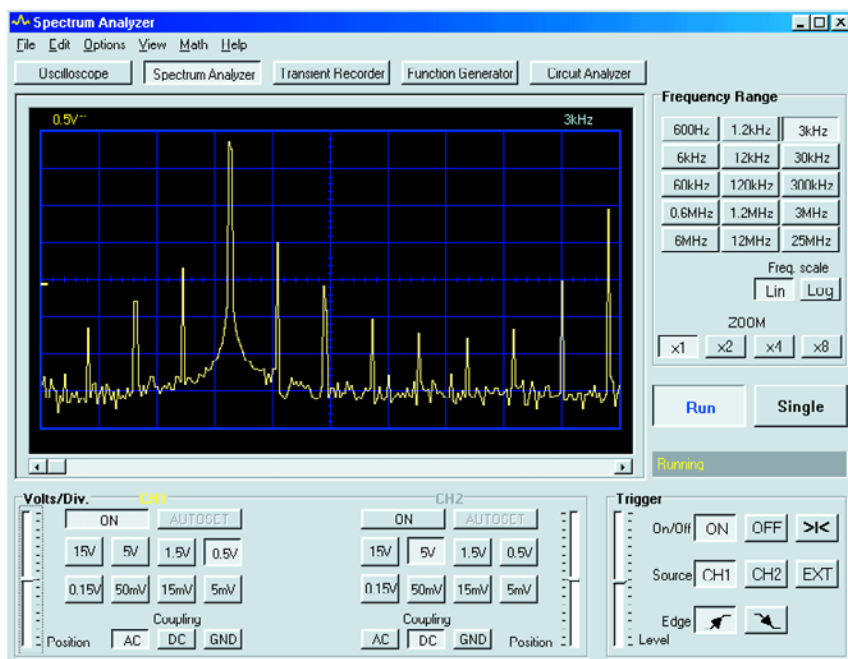 Spectrum Analyzer
File Edit Options View Math Help
Oscilloscope Spectrum Analyzer Transient Recorder Function Generator Circuit Analyzer
0.5V~ 3kHz
Frequency Range
600Hz 1.2kHz 3kHz
6kHz 12kHz 30kHz
60kHz 120kHz 300kHz
0.6MHz 1.2MHz 3MHz
6MHz 12MHz 25MHz
Freq. scale
Lin Log
ZOOM
x1 x2 x4 x8
Run Single
Running
Volts/Div. CH1 CH2
ON AUTOSET ON AUTOSET
15V 5V 1.5V 0.5V 15V 5V 1.5V 0.5V
0.15V 50mV 15mV 5mV 0.15V 50mV 15mV 5mV
Coupling Coupling
Position AC DC GND AC DC GND Position
Trigger
On/Off ON OFF >I<
Source CH1 CH2 EXT
Edge
Level